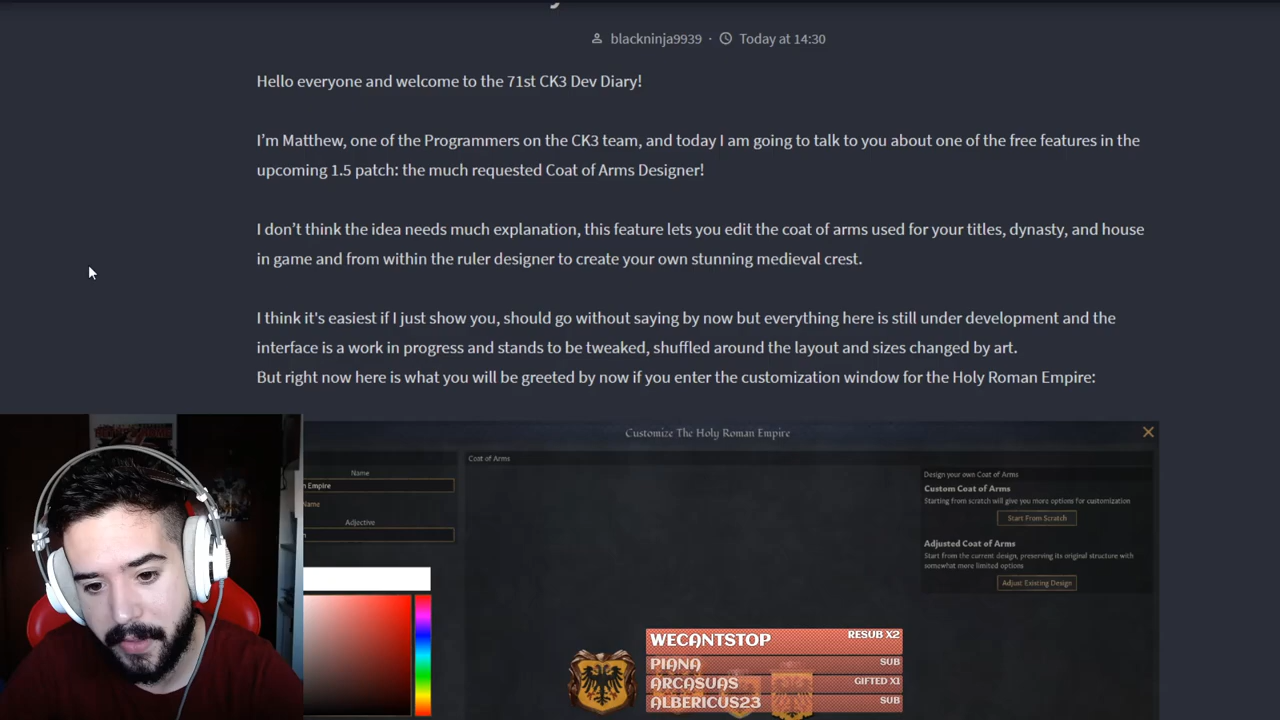 blackninja9939 · Today at 14:30
Hello everyone and welcome to the 71st CK3 Dev Diary!
I'm Matthew, one of the Programmers on the CK3 team, and today I am going to talk to you about one of the free features in the
upcoming 1.5 patch: the much requested Coat of Arms Designer!
I don't think the idea needs much explanation, this feature lets you edit the coat of arms used for your titles, dynasty, and house
in game and from within the ruler designer to create your own stunning medieval crest.
I think it's easiest if I just show you, should go without saying by now but everything here is still under development and the
interface is a work in progress and stands to be tweaked, shuffled around the layout and sizes changed by art.
But right now here is what you will be greeted by now if you enter the customization window for the Holy Roman Empire:
Customize The Holy Roman Empire
Name
n Empire
Name
Adjective
Coat of Arms
Design your own Coat of Arms
Custom Coat of Arms
Starting from scratch will give you more options for customization
Start From Scratch
Adjusted Coat of Arms
Start from the current design, preserving its original structure with
somewhat more limited options
Adjust Existing Design
WECANTSTOP RESUB X2
PIANA SUB
ARCASUAS GIFTED X1
ALBERICUS23 SUB